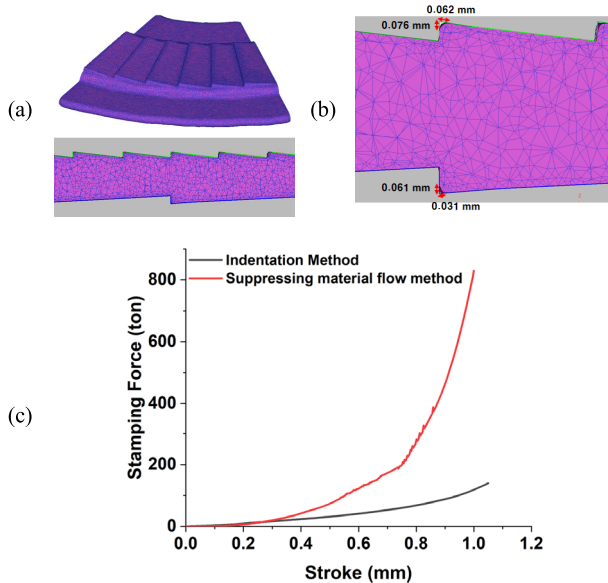 (a)
(b)
0.062 mm
0.076 mm
0.061 mm
0.031 mm
(c)
Indentation Method
Suppressing material flow method
Stamping Force (ton)
800
600
400
200
0
0.0 0.2 0.4 0.6 0.8 1.0 1.2
Stroke (mm)